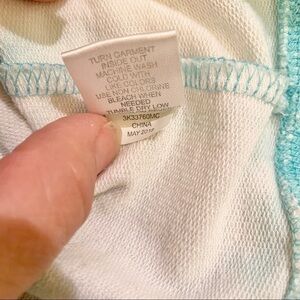 TURN GARMENT
INSIDE OUT
MACHINE WASH
COLD WITH
LIKE COLORS
USE NON CHLORINE
BLEACH WHEN
NEEDED
TUMBLE DRY LOW
3K33760MC
CHINA
MAY